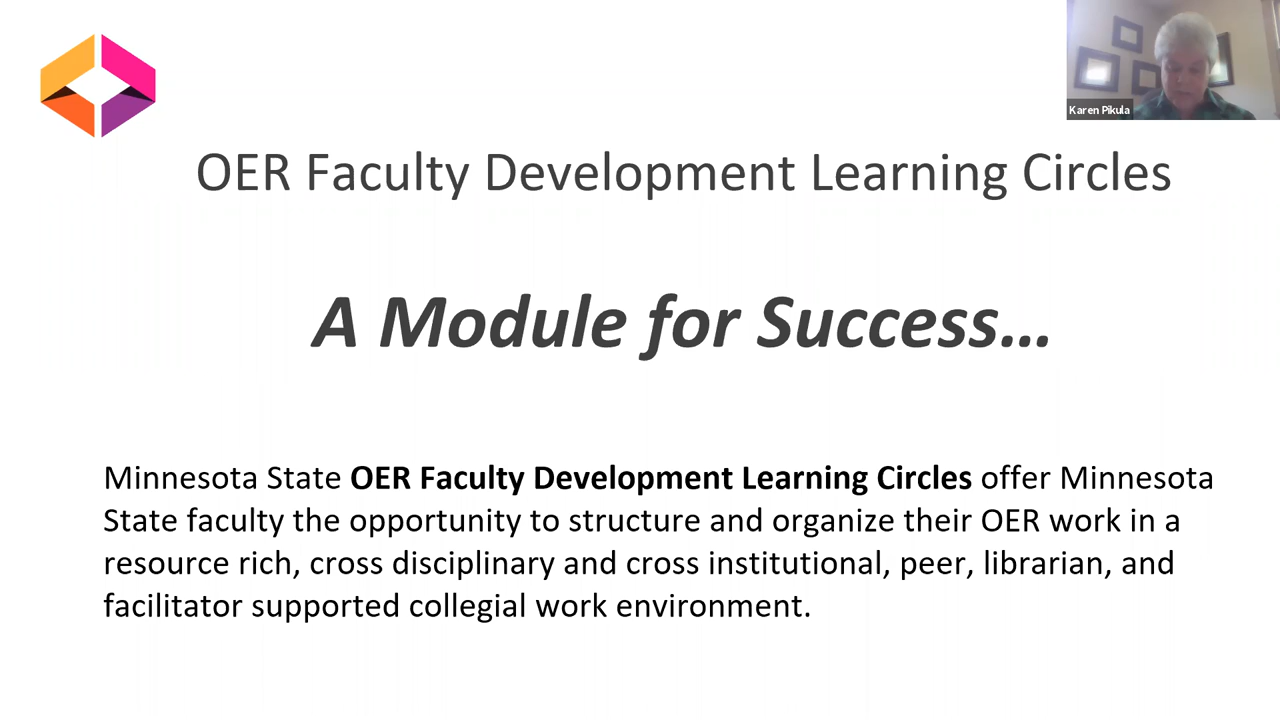 Karen Pikula
OER Faculty Development Learning Circles
A Module for Success...
Minnesota State OER Faculty Development Learning Circles offer Minnesota
State faculty the opportunity to structure and organize their OER work in a
resource rich, cross disciplinary and cross institutional, peer, librarian, and
facilitator supported collegial work environment.